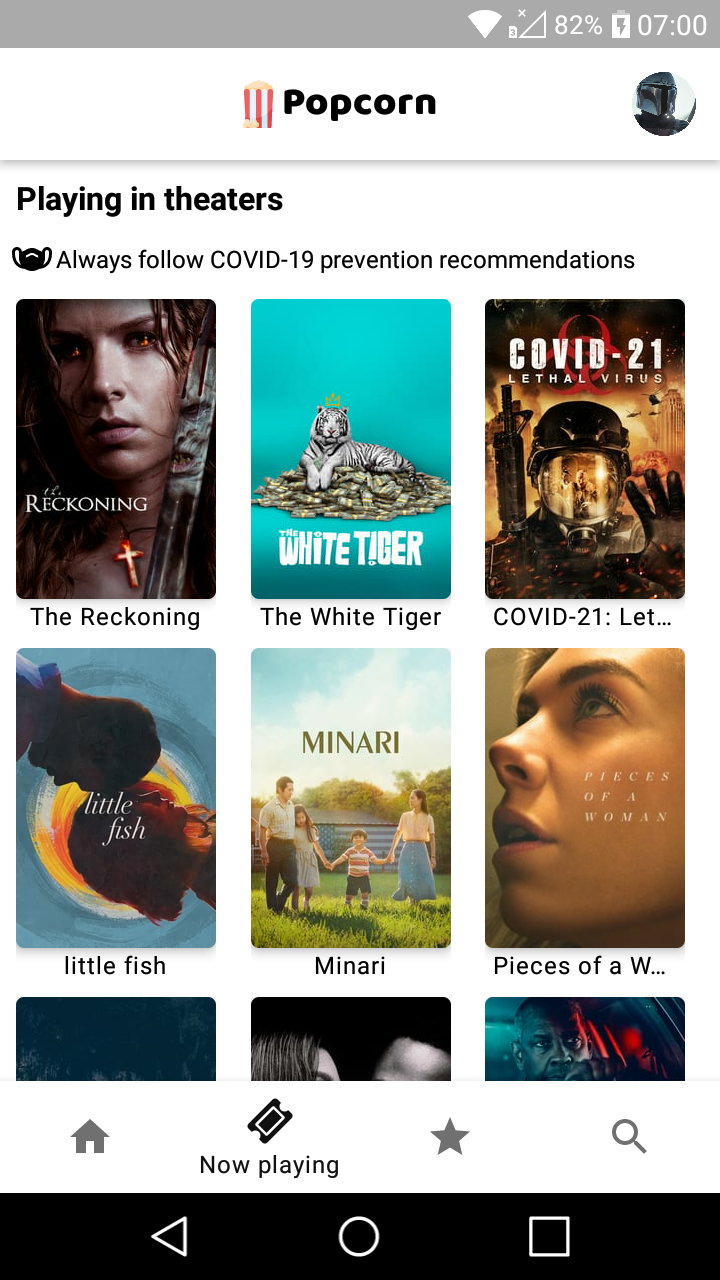 3 82% 07:00
Popcorn
Playing in theaters
Always follow COVID-19 prevention recommendations
the
RECKONING
THE
WHITE TIGER
COVID-21
LETHAL VIRUS
The Reckoning
The White Tiger
COVID-21: Let...
little
fish
MINARI
PIECES
OF A
WOMAN
little fish
Minari
Pieces of a W...
Now playing